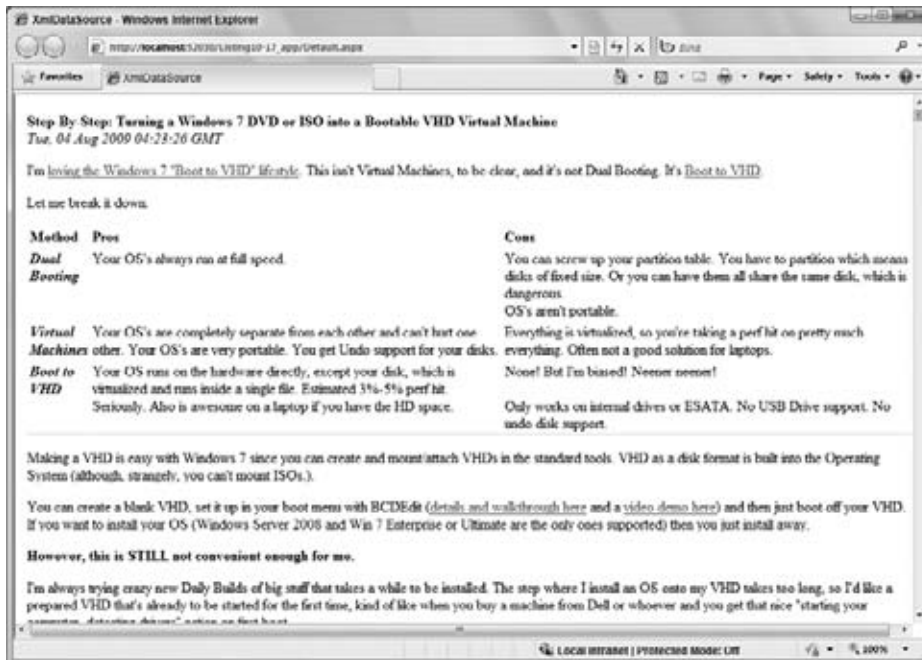 XmlDataSource - Windows Internet Explorer
http://localhost:52030/Listing10-17_app/Default.aspx
Bing
Favorites XmlDataSource Page Safety Tools
Step By Step: Turning a Windows 7 DVD or ISO into a Bootable VHD Virtual Machine
Tue, 04 Aug 2009 04:23:26 GMT
I'm loving the Windows 7 "Boot to VHD" lifestyle. This isn't Virtual Machines, to be clear, and it's not Dual Booting. It's Boot to VHD.
Let me break it down.
Method Pros Cons
Dual Your OS's always run at full speed. You can screw up your partition table. You have to partition which means
Booting disks of fixed size. Or you can have them all share the same disk, which is
dangerous.
OS's aren't portable.
Virtual Your OS's are completely separate from each other and can't hurt one Everything is virtualized, so you're taking a perf hit on pretty much
Machines other. Your OS's are very portable. You get Undo support for your disks. everything. Often not a good solution for laptops.
Boot to Your OS runs on the hardware directly, except your disk, which is None! But I'm biased! Neener neener!
VHD virtualized and runs inside a single file. Estimated 3%-5% perf hit.
Seriously. Also is awesome on a laptop if you have the HD space. Only works on internal drives or ESATA. No USB Drive support. No
undo disk support.
Making a VHD is easy with Windows 7 since you can create and mount/attach VHDs in the standard tools. VHD as a disk format is built into the Operating
System (although, strangely, you can't mount ISOs.).
You can create a blank VHD, set it up in your boot menu with BCDEdit (details and walkthrough here and a video demo here) and then just boot off your VHD.
If you want to install your OS (Windows Server 2008 and Win 7 Enterprise or Ultimate are the only ones supported) then you just install away.
However, this is STILL not convenient enough for me.
I'm always trying crazy new Daily Builds of big stuff that takes a while to be installed. The step where I install an OS onto my VHD takes too long, so I'd like a
prepared VHD that's already to be started for the first time, kind of like when you buy a machine from Dell or whoever and you get that nice "starting your
computer, detecting drivers" action on first boot.
Local intranet | Protected Mode: Off 100%